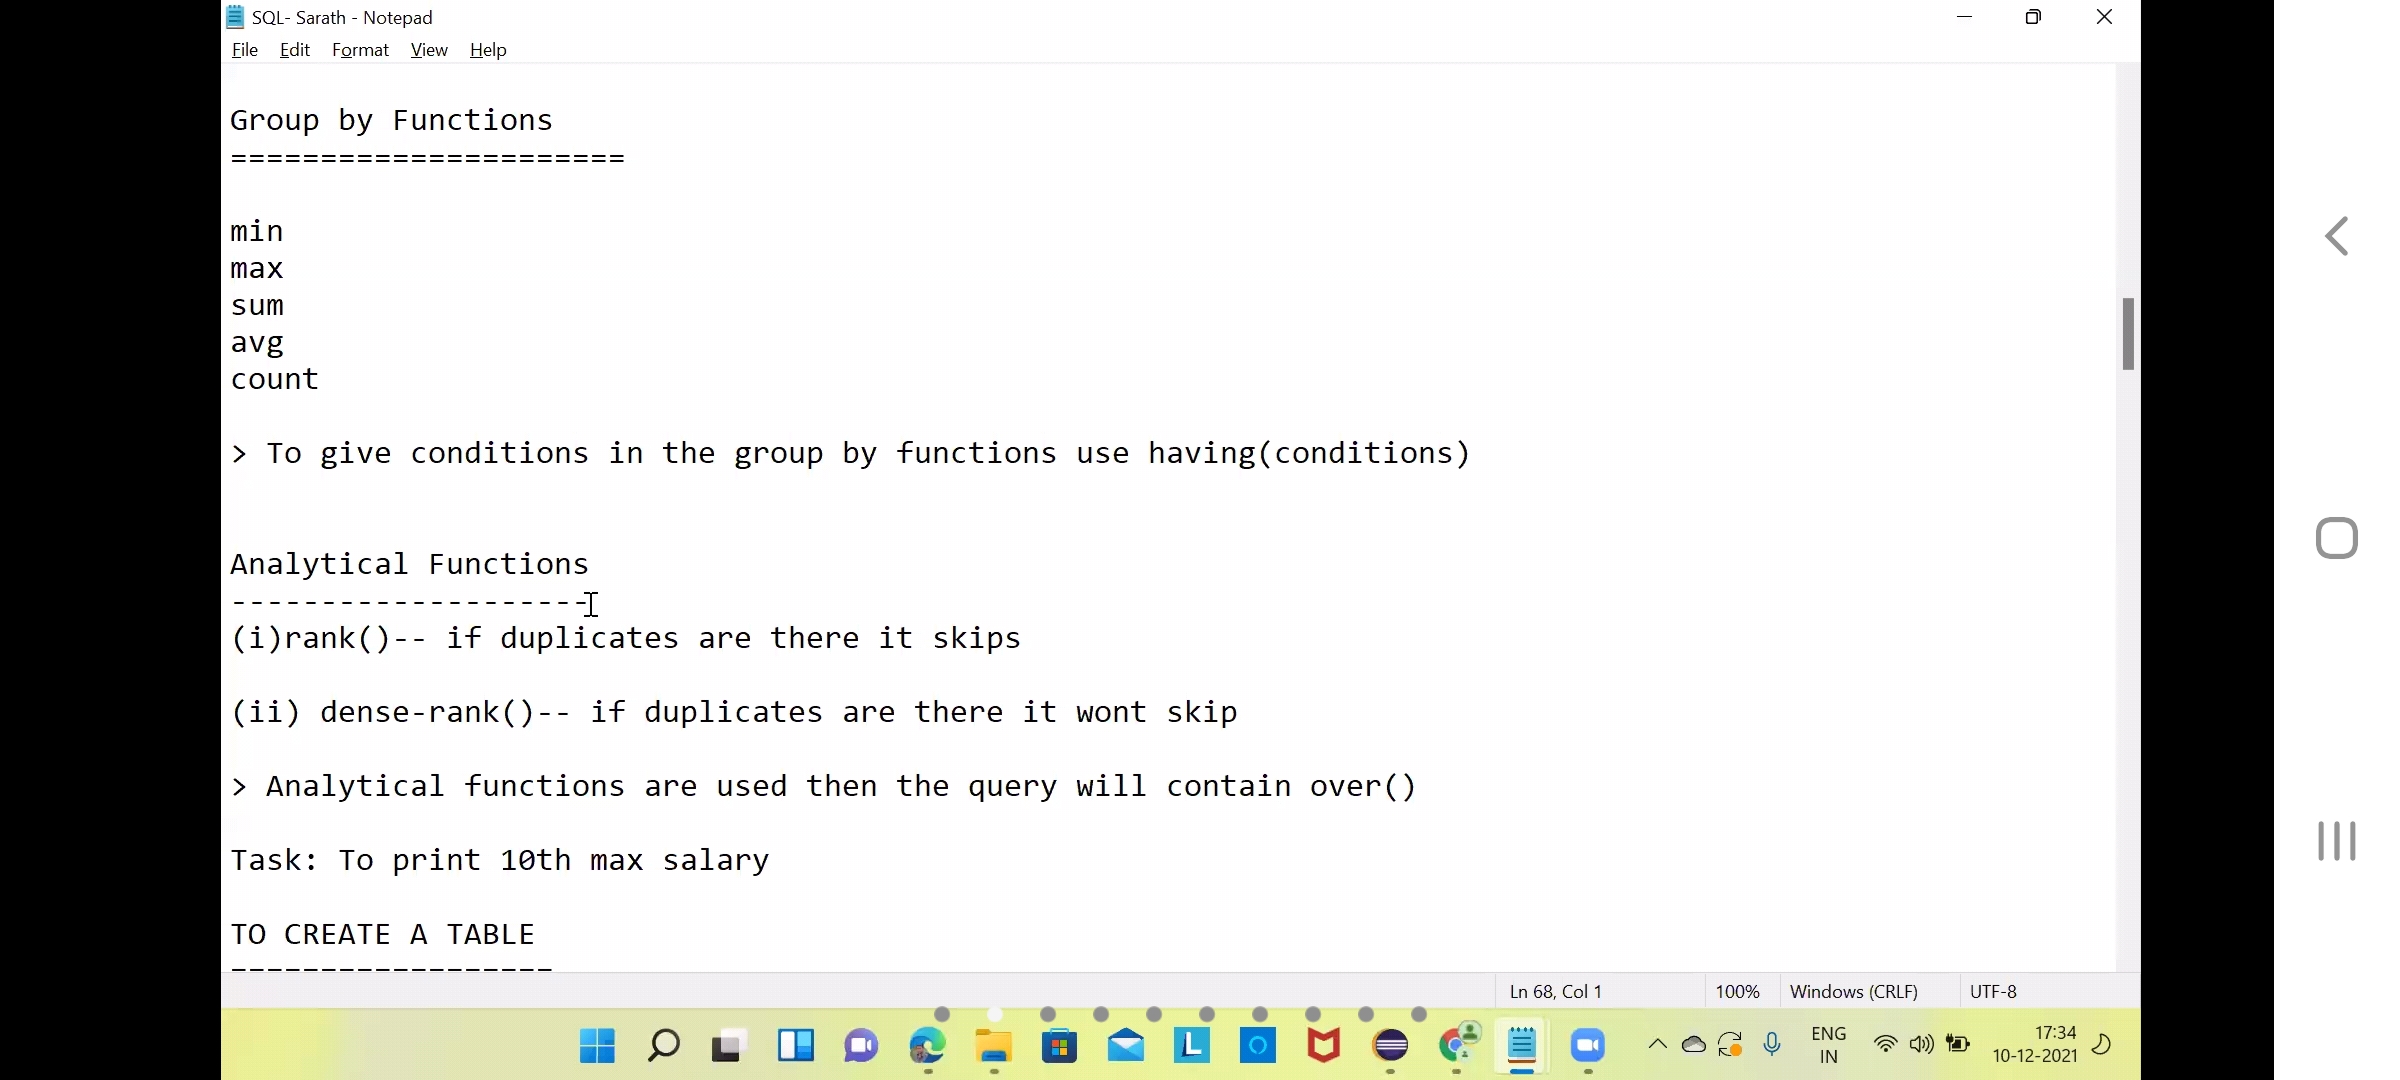 SQL- Sarath - Notepad
File Edit Format View Help
Group by Functions
======================
min
max
sum
avg
count
> To give conditions in the group by functions use having(conditions)
Analytical Functions
--------------------
(i)rank()-- if duplicates are there it skips
(ii) dense-rank()-- if duplicates are there it wont skip
> Analytical functions are used then the query will contain over()
Task: To print 10th max salary
TO CREATE A TABLE
------------------
Ln 68, Col 1 100% Windows (CRLF) UTF-8
L
ENG
IN
17:34
10-12-2021